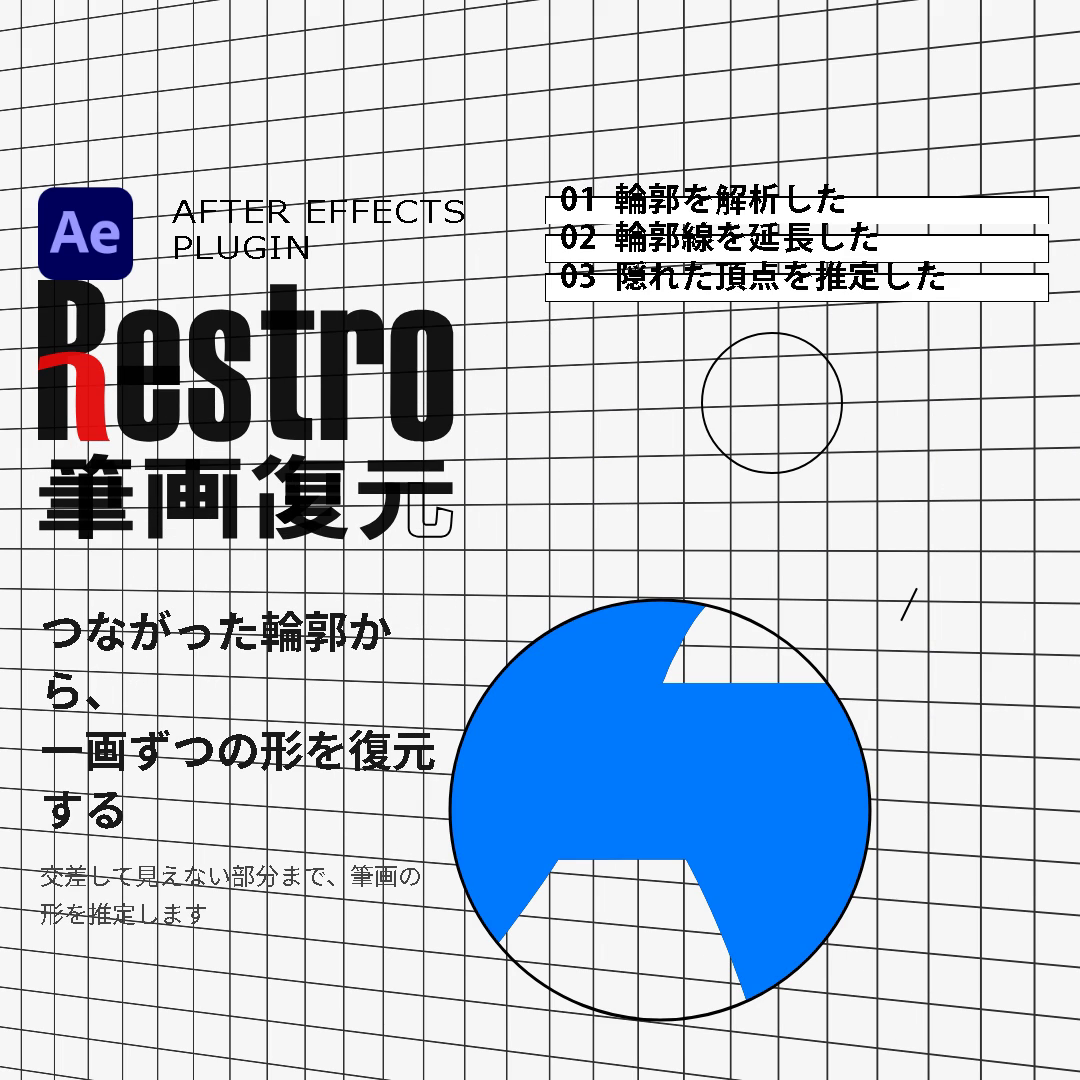 Ae
AFTER EFFECTS
PLUGIN
Restro
筆画復元
01 輪郭を解析した
02 輪郭線を延長した
03 隠れた頂点を推定した
つながった輪郭か
ら、
一画ずつの形を復元
する
交差して見えない部分まで、筆画の
形を推定します